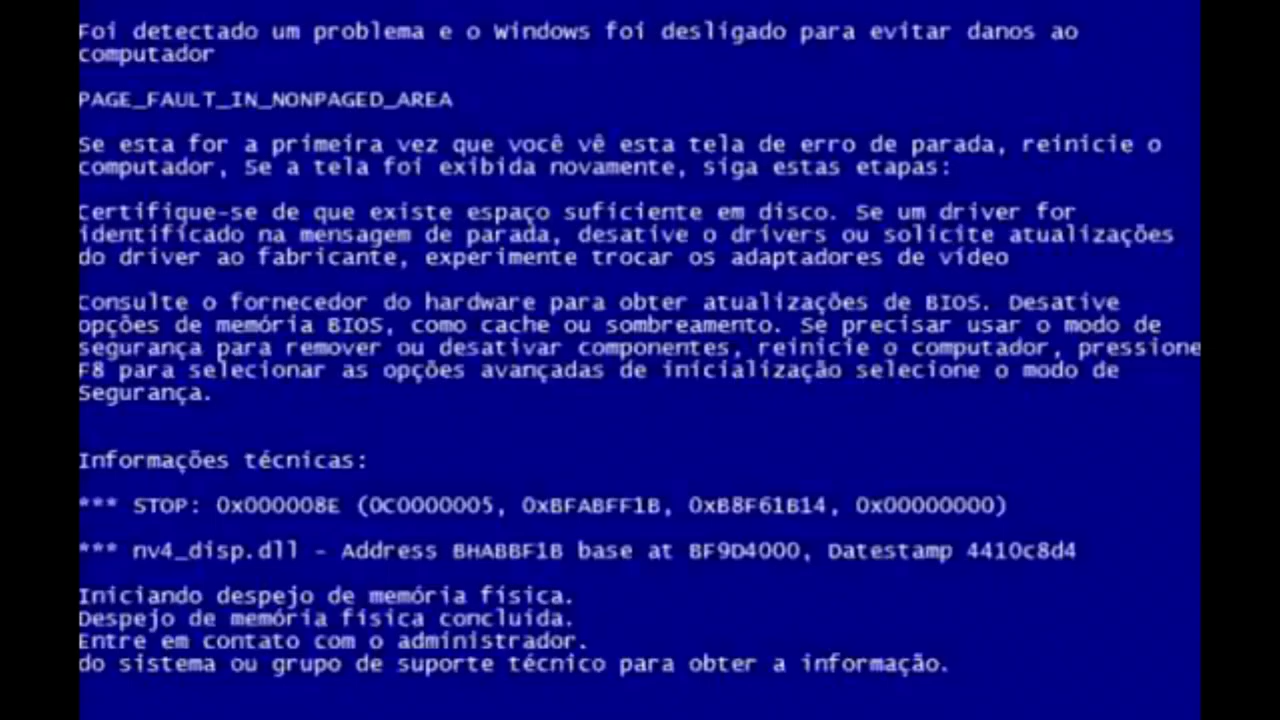 Foi detectado um problema e o Windows foi desligado para evitar danos ao
computador
PAGE_FAULT_IN_NONPAGED_AREA
Se esta for a primeira vez que você vê esta tela de erro de parada, reinicie o
computador, Se a tela foi exibida novamente, siga estas etapas:
Certifique-se de que existe espaço suficiente em disco. Se um driver for
identificado na mensagem de parada, desative o drivers ou solicite atualizações
do driver ao fabricante, experimente trocar os adaptadores de vídeo
Consulte o fornecedor do hardware para obter atualizações de BIOS. Desative
opções de memória BIOS, como cache ou sombreamento. Se precisar usar o modo de
segurança para remover ou desativar componentes, reinicie o computador, pressione
F8 para selecionar as opções avançadas de inicialização selecione o modo de
Segurança.
Informações técnicas:
*** STOP: 0x000008E (0C0000005, 0xBFABFF1B, 0xB8F61B14, 0x00000000)
*** nv4_disp.dll - Address BHABBF1B base at BF9D4000, Datestamp 4410c8d4
Iniciando despejo de memória física.
Despejo de memória física concluida.
Entre em contato com o administrador.
do sistema ou grupo de suporte técnico para obter a informação.